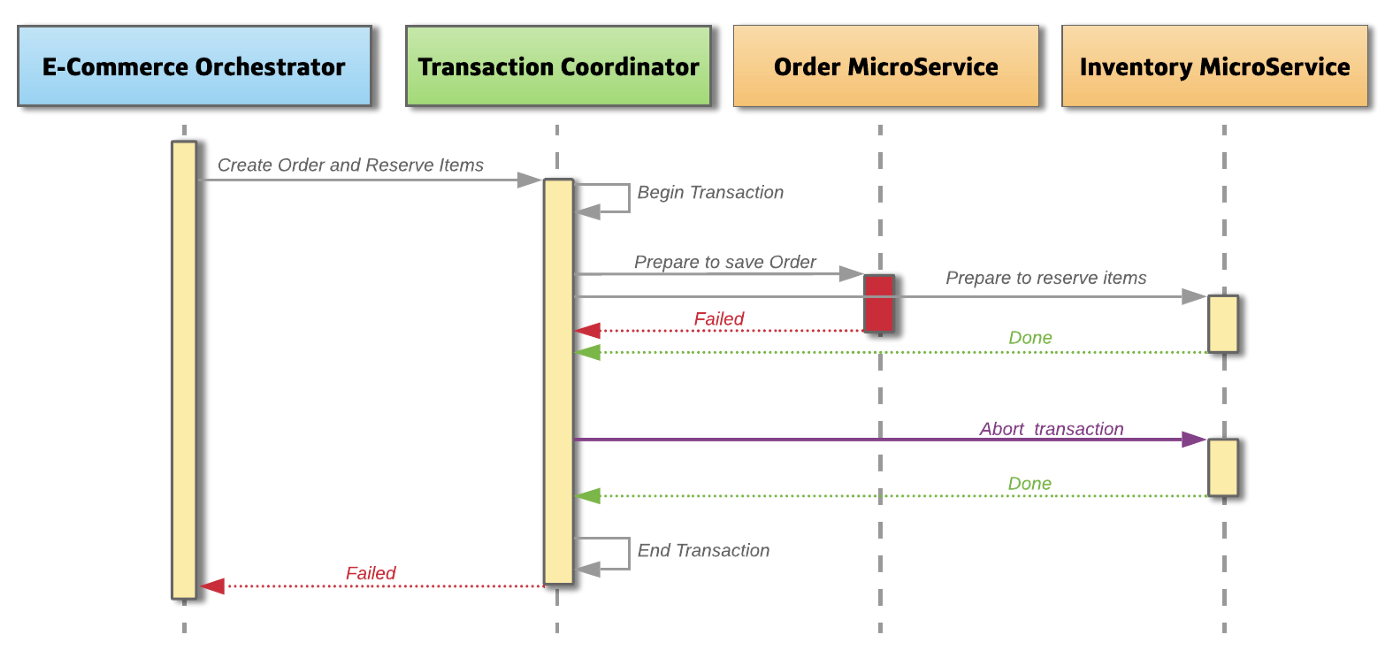 E-Commerce Orchestrator
Transaction Coordinator
Order MicroService
Inventory MicroService
Create Order and Reserve Items
Begin Transaction
Prepare to save Order
Prepare to reserve items
Failed
Done
Abort transaction
Done
End Transaction
Failed